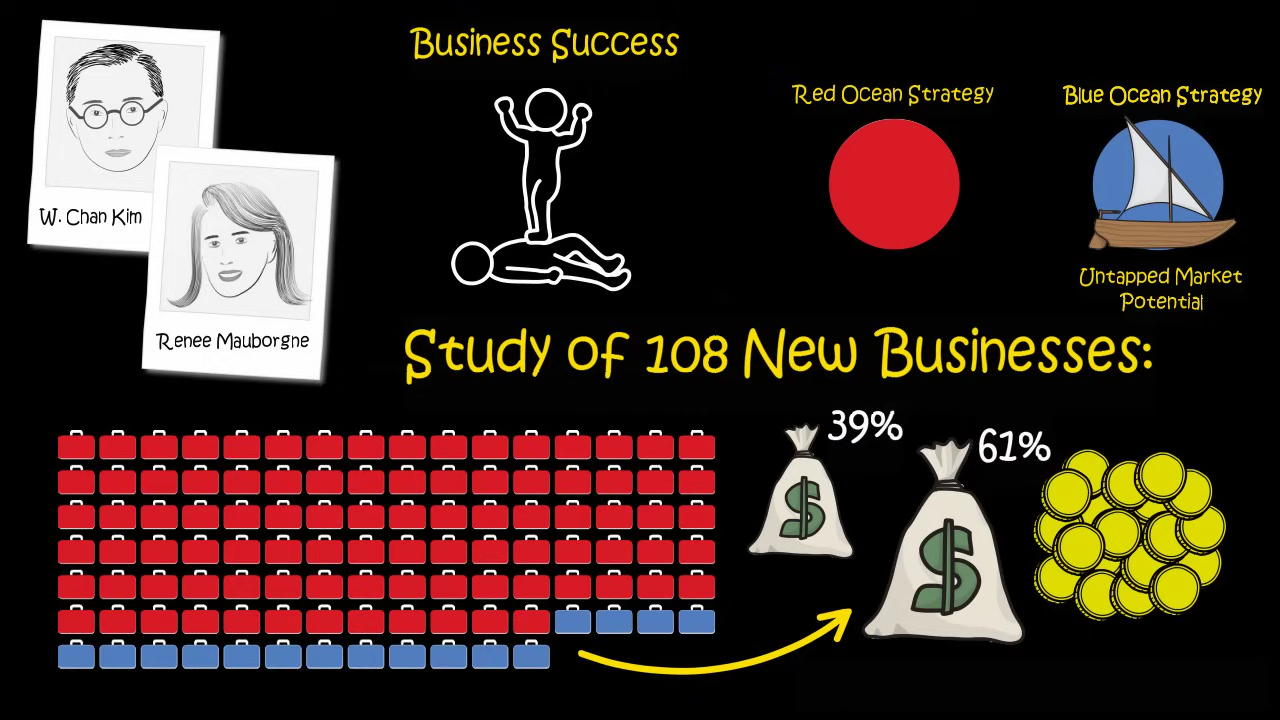 W. Chan Kim
Renee Mauborgne
Business Success
Red Ocean Strategy
Blue Ocean Strategy
Untapped Market
Potential
Study of 108 New Businesses:
39%
61%
$
$